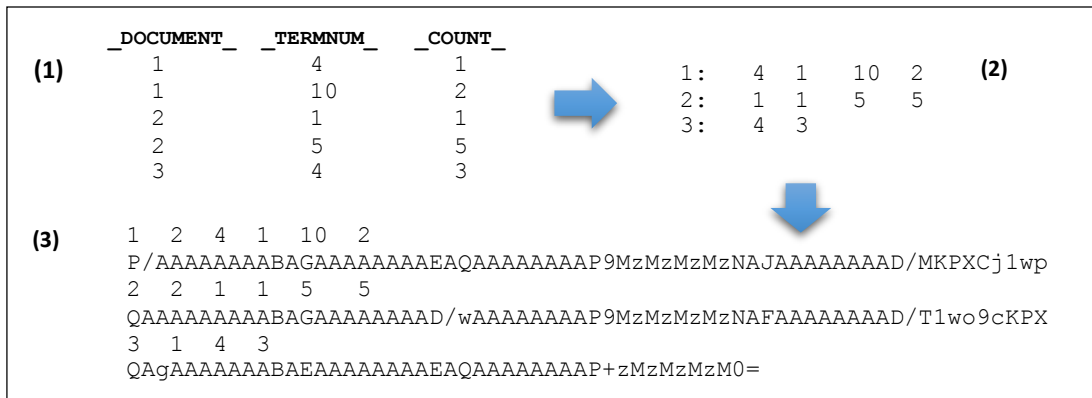 _DOCUMENT_ _TERMNUM_ _COUNT_
(1)
1 4 1
1 10 2
2 1 1
2 5 5
3 4 3
1: 4 1 10 2
2: 1 1 5 5
3: 4 3
(2)
(3)
1 2 4 1 10 2
P/AAAAAAAABAGAAAAAAAAEAQAAAAAAAAP9MzMzMzMzNAJAAAAAAAAD/MKPXCj1wp
2 2 1 1 5 5
QAAAAAAAAABAGAAAAAAAAD/wAAAAAAAAP9MzMzMzMzNAFAAAAAAAAD/T1wo9cKPX
3 1 4 3
QAgAAAAAAABAEAAAAAAAAEAQAAAAAAAAP+zMzMzMzM0=